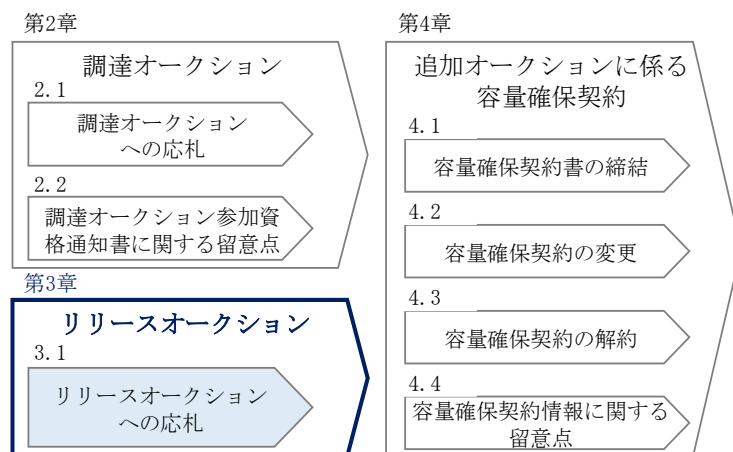 第2章
調達オークション
2.1
調達オークション
への応札
2.2
調達オークション参加資
格通知書に関する留意点
第3章
リリースオークション
3.1
リリースオークション
への応札
第4章
追加オークションに係る
容量確保契約
4.1
容量確保契約書の締結
4.2
容量確保契約の変更
4.3
容量確保契約の解約
4.4
容量確保契約情報に関する
留意点